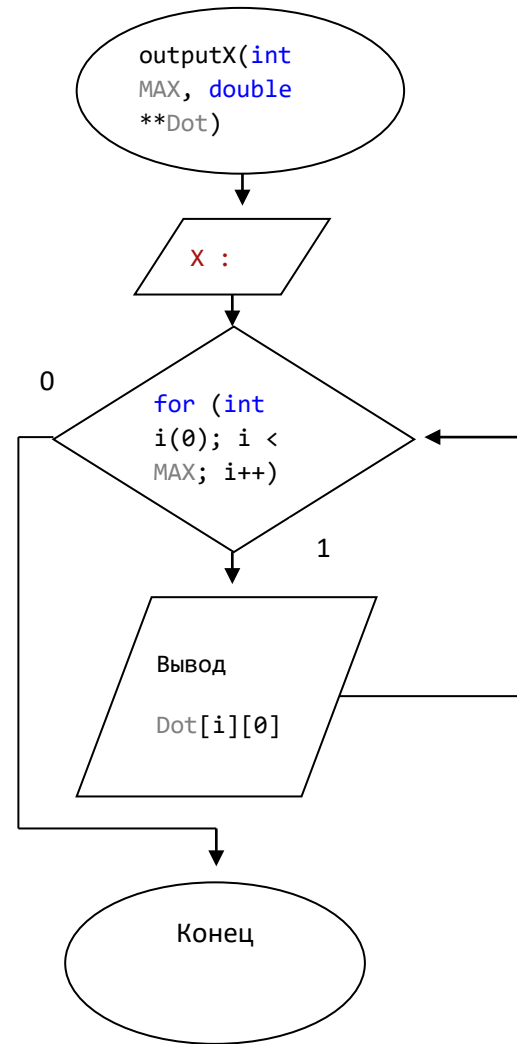 outputX(int
MAX, double
**Dot)
X :
0
for (int
i(0); i <
MAX; i++)
1
Вывод
Dot[i][0]
Конец